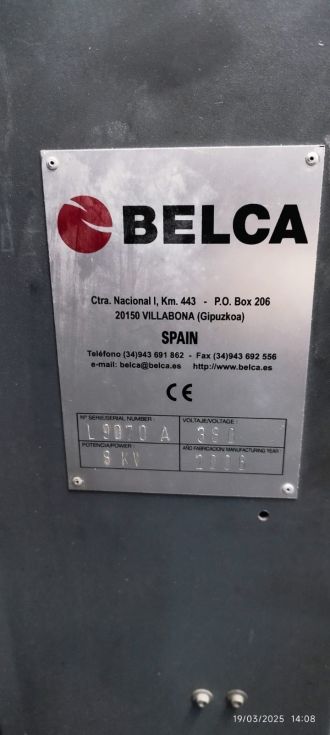 BELCA
Ctra. Nacional I, Km. 443 - P.O. Box 206
20150 VILLABONA (Gipuzkoa)
SPAIN
Teléfono (34)943 691 862 - Fax (34)943 692 556
e-mail: belca@belca.es http://www.belca.es
CE
Nº SERIE/SERIAL NUMBER :
VOLTAJE/VOLTAGE :
A
POTENCIA/POWER :
AÑO FABRICACION/MANUFACTURING YEAR
8 KV
19/03/2025 14:08